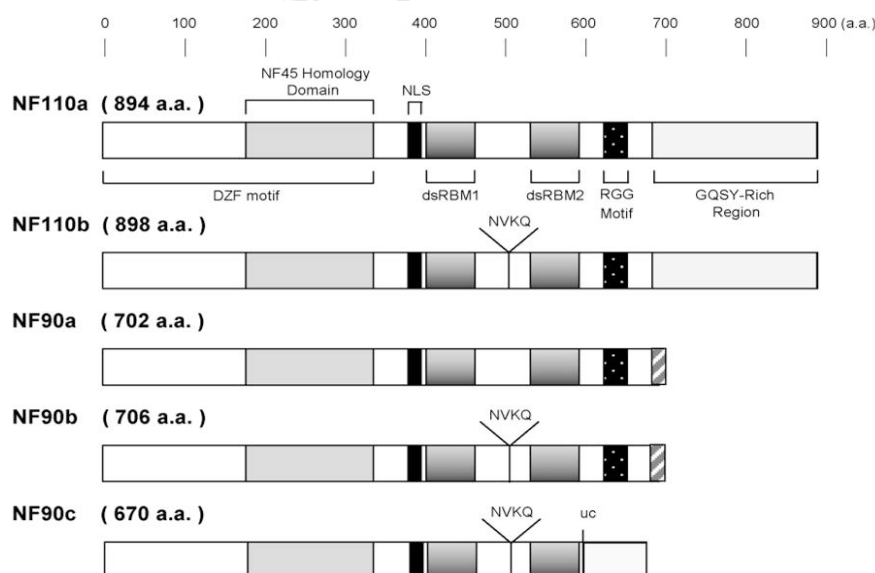 0 100 200 300 400 500 600 700 800 900 (a.a.)
NF45 Homology
Domain
NLS
NF110a ( 894 a.a. )
DZF motif
dsRBM1
dsRBM2
RGG
Motif
GQSY-Rich
Region
NVKQ
NF110b ( 898 a.a. )
NF90a ( 702 a.a. )
NVKQ
NF90b ( 706 a.a. )
NVKQ
uc
NF90c ( 670 a.a. )